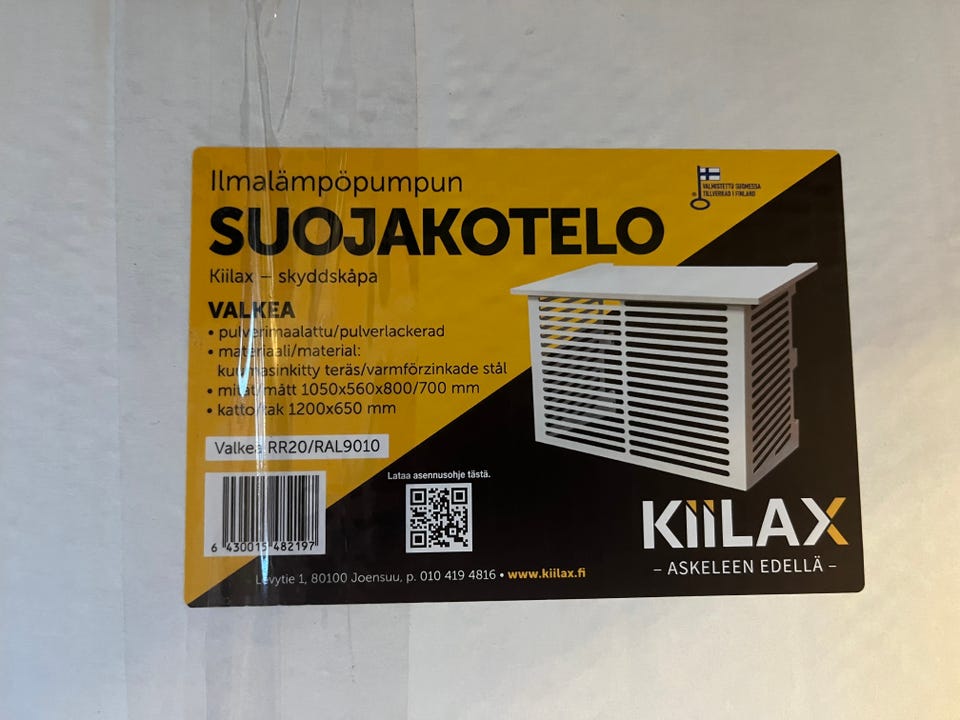 Ilmalämpöpumpun
SUOJAKOTELO
Kiilax – skyddskåpa
VALKEA
• pulverimaalattu/pulverlackerad
• materiaali/material:
kuumasinkitty teräs/varmförzinkade stål
• mitat/mått 1050x560x800/700 mm
• katto/tak 1200x650 mm
Valkea RR20/RAL9010
VALMISTETTU SUOMESSA
TILLVERKAD I FINLAND
Lataa asennusohje tästä.
6 430015 482197
KiiLAX
– ASKELEEN EDELLÄ –
Levytie 1, 80100 Joensuu, p. 010 419 4816 • www.kiilax.fi